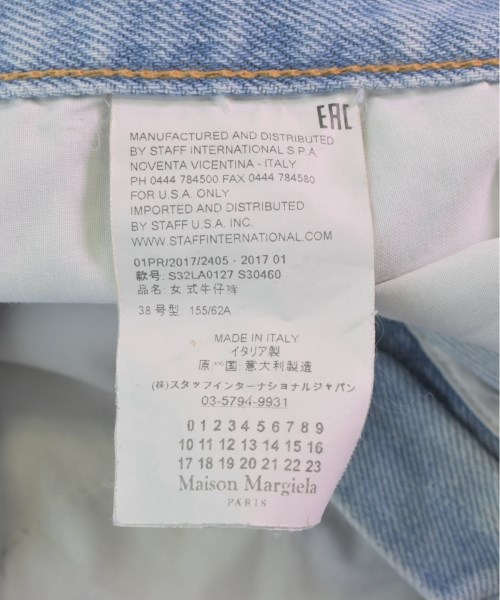 EAC
MANUFACTURED AND DISTRIBUTED
BY STAFF INTERNATIONAL S.P.A.
NOVENTA VICENTINA - ITALY
PH 0444 784500 FAX 0444 784580
FOR U.S.A. ONLY
IMPORTED AND DISTRIBUTED
BY STAFF U.S.A. INC.
WWW.STAFFINTERNATIONAL.COM
01PR/2017/2405 - 2017 01
款号: S32LA0127 S30460
品名: 女 式牛仔裤
38 号型 155/62A
MADE IN ITALY
イタリア製
原 国: 意大利製造
(株)スタッフインターナショナルジャパン
03-5794-9931
0 1 2 3 4 5 6 7 8 9
10 11 12 13 14 15 16
17 18 19 20 21 22 23
Maison Margiela
PARIS